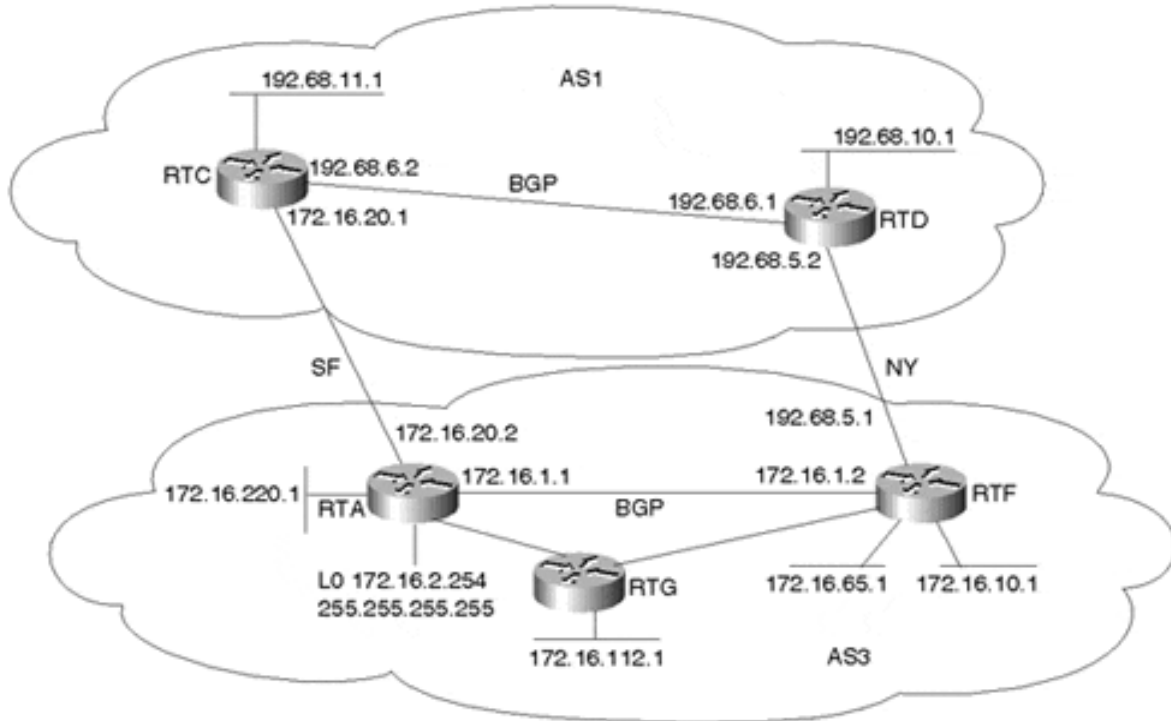 192.68.11.1
AS1
192.68.10.1
RTC
192.68.6.2
BGP
192.68.6.1
RTD
172.16.20.1
192.68.5.2
SF
NY
192.68.5.1
172.16.20.2
172.16.1.1
172.16.1.2
172.16.220.1
RTA
BGP
RTF
L0 172.16.2.254
255.255.255.255
RTG
172.16.65.1
172.16.10.1
172.16.112.1
AS3